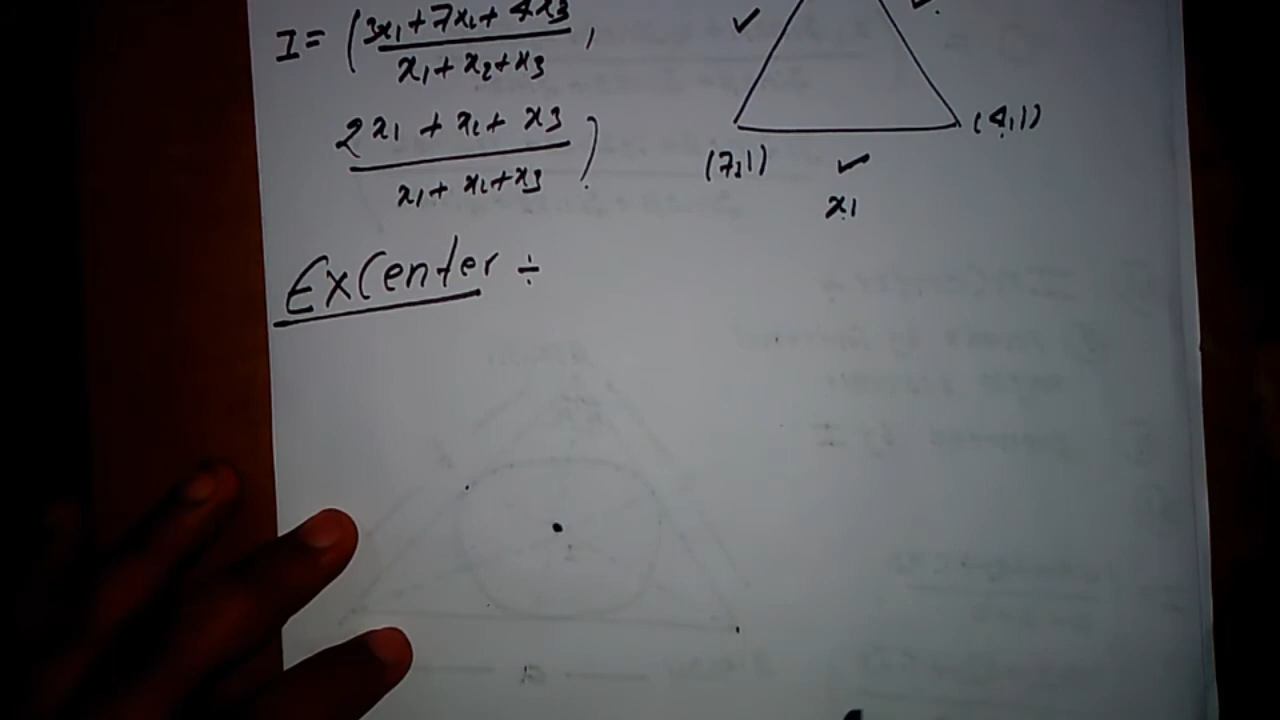 I = ( 3x1 + 7x2 + 4x3
x1 + x2 + x3 ,
2x1 + x2 + x3
x1 + x2 + x3 )
(7,1)
(4,1)
x1
Excenter ÷